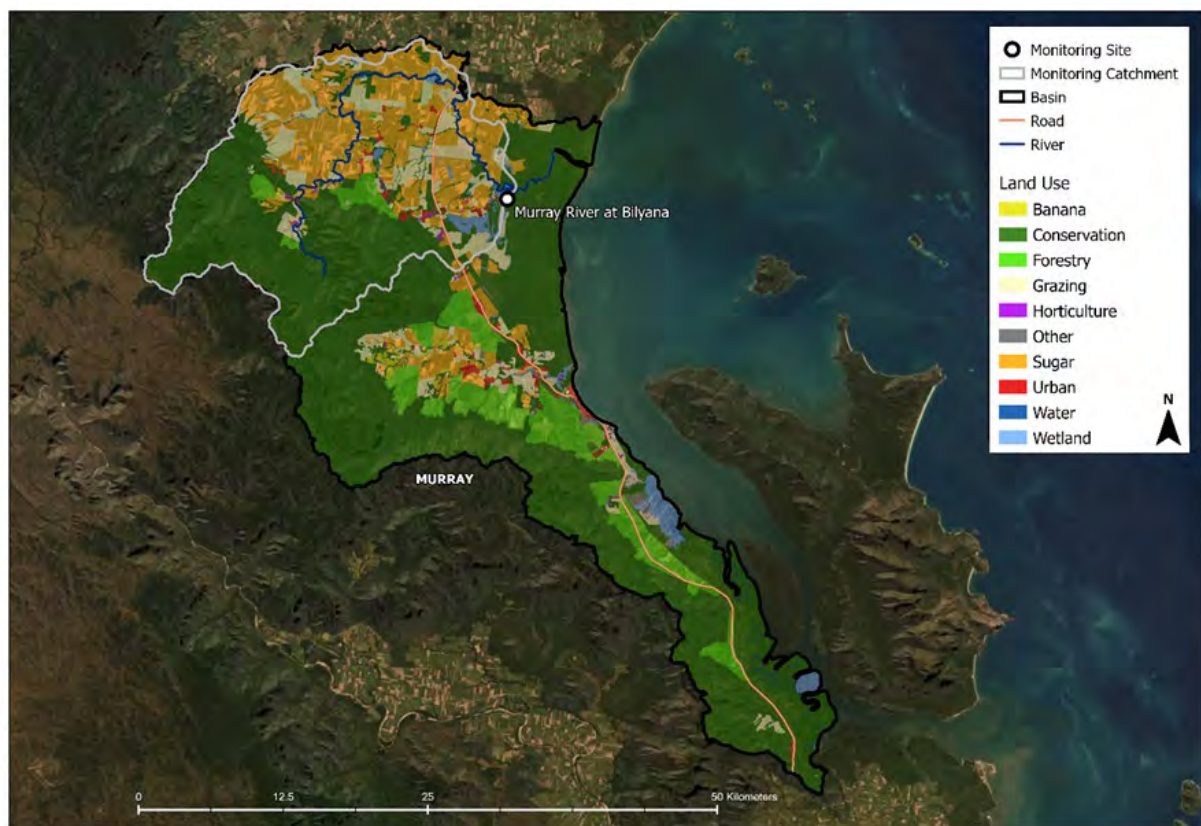 Monitoring Site
Monitoring Catchment
Basin
Road
River
Land Use
Banana
Conservation
Forestry
Grazing
Horticulture
Other
Sugar
Urban
Water
Wetland
N
Murray River at Bilyana
MURRAY
0 12.5 25 50 Kilometers